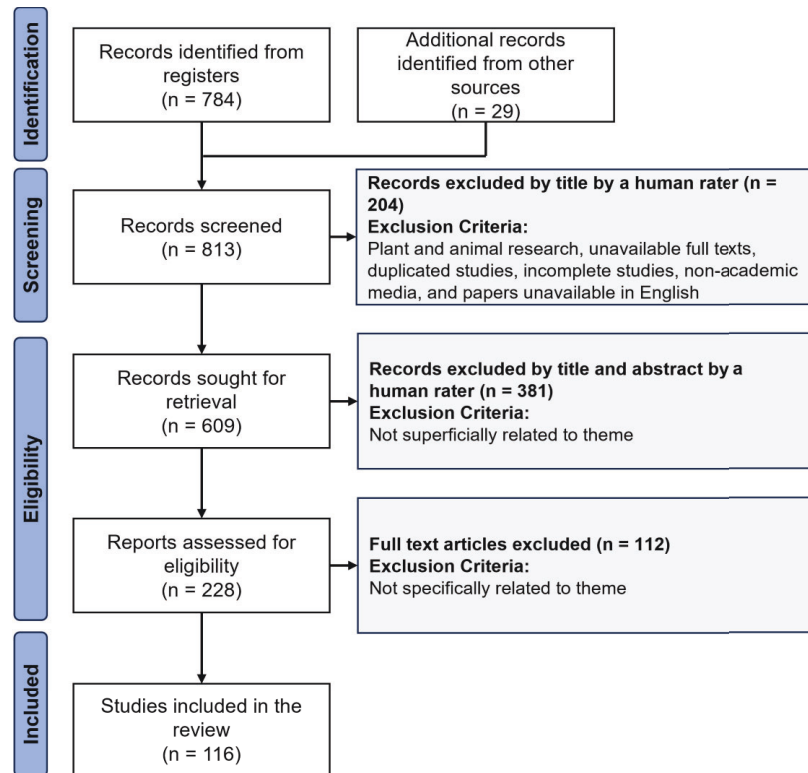 Identification
Records identified from
registers
(n = 784)
Additional records
identified from other
sources
(n = 29)
Screening
Records screened
n = 813)
Records excluded by title by a human rater (n =
204)
Exclusion Criteria:
Plant and animal research, unavailable full texts,
duplicated studies, incomplete studies, non-academic
media, and papers unavailable in English
Eligibility
Records sought for
retrieval
(n = 609)
Records excluded by title and abstract by a
human rater (n = 381)
Exclusion Criteria:
Not superficially related to theme
Reports assessed for
eligibility
(n = 228)
Full text articles excluded (n = 112)
Exclusion Criteria:
Not specifically related to theme
Included
Studies included in the
review
(n = 116)